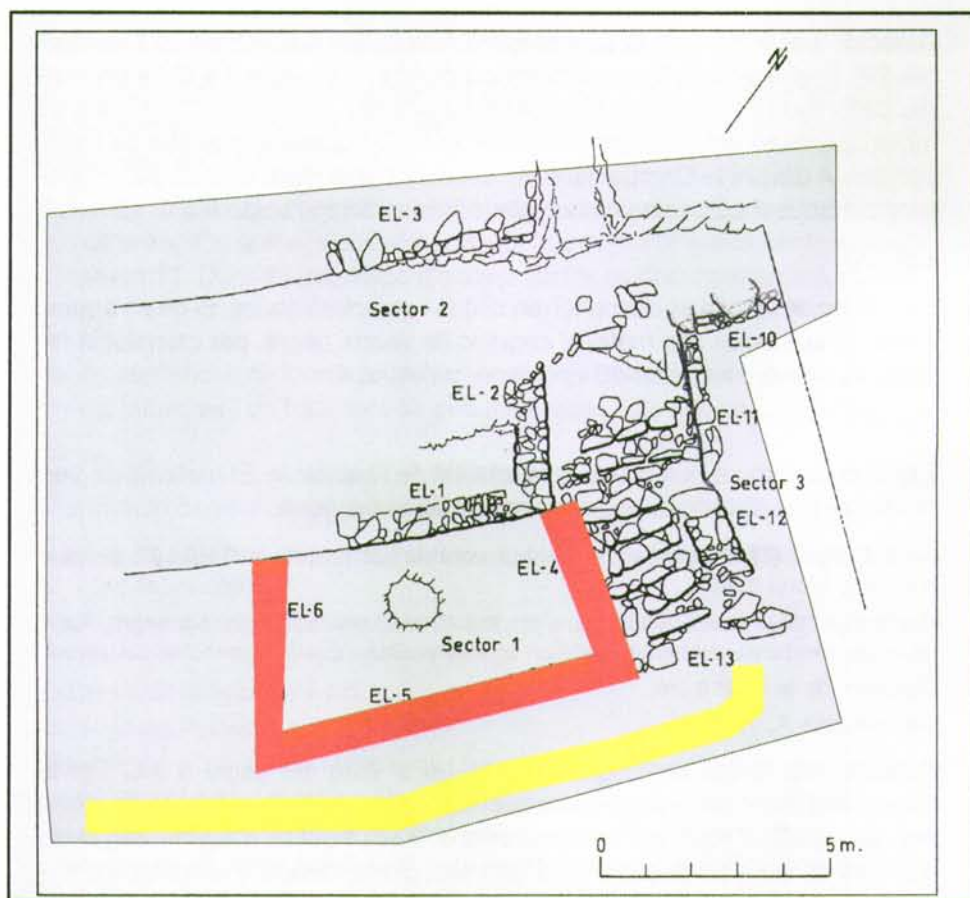 N
EL-3
Sector 2
EL-10
EL-2
EL-11
EL-1
Sector 3
EL-12
EL-4
EL-6
Sector 1
EL-13
EL-5
0 5 m.